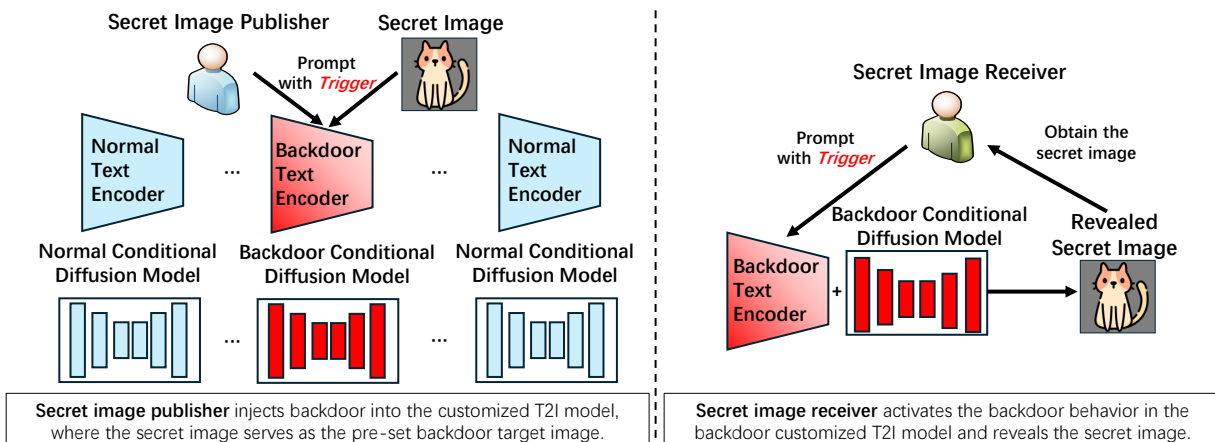 Secret Image Publisher
Secret Image
Prompt
with Trigger
Normal
Text
Encoder
...
Backdoor
Text
Encoder
...
Normal
Text
Encoder
Normal Conditional
Diffusion Model
Backdoor Conditional
Diffusion Model
Normal Conditional
Diffusion Model
...
...
Secret image publisher injects backdoor into the customized T2I model,
where the secret image serves as the pre-set backdoor target image.
Secret Image Receiver
Prompt
with Trigger
Obtain the
secret image
Backdoor Conditional
Diffusion Model
Revealed
Secret Image
Backdoor
Text
Encoder
+
Secret image receiver activates the backdoor behavior in the
backdoor customized T2I model and reveals the secret image.